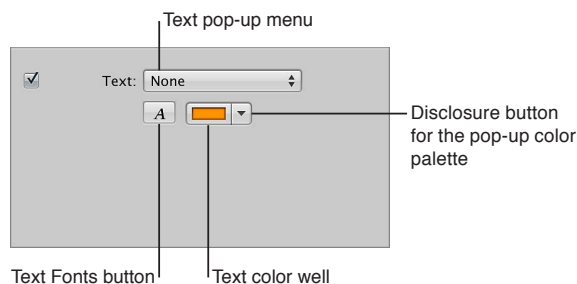 Text pop-up menu
Text: None
A
Disclosure button
for the pop-up color
palette
Text Fonts button
Text color well